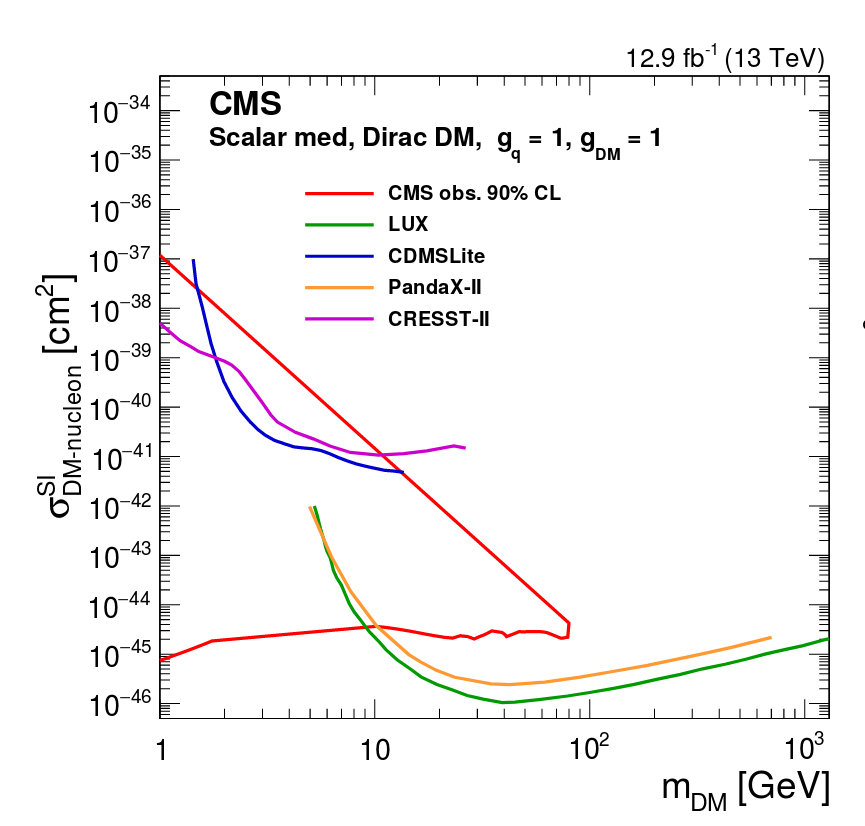 12.9 fb⁻¹ (13 TeV)
CMS
Scalar med, Dirac DM, g_q = 1, g_DM = 1
CMS obs. 90% CL
LUX
CDMSLite
PandaX-II
CRESST-II
σ^SI_DM-nucleon [cm²]
10⁻³⁴
10⁻³⁵
10⁻³⁶
10⁻³⁷
10⁻³⁸
10⁻³⁹
10⁻⁴⁰
10⁻⁴¹
10⁻⁴²
10⁻⁴³
10⁻⁴⁴
10⁻⁴⁵
10⁻⁴⁶
1 10 10² 10³
m_DM [GeV]